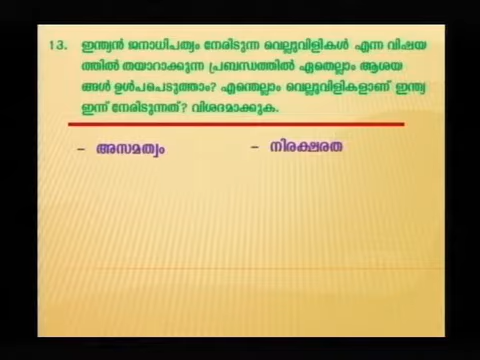 13. ഇന്ത്യൻ ജനാധിപത്യം നേരിടുന്ന വെല്ലുവിളികൾ എന്ന വിഷയ
ത്തിൽ തയാറാക്കുന്ന പ്രബന്ധത്തിൽ ഏതെല്ലാം ആശയ
ങ്ങൾ ഉൾപപെടുത്താം? എന്തെല്ലാം വെല്ലുവിളികളാണ് ഇന്ത്യ
ഇന്ന് നേരിടുന്നത്? വിശദമാക്കുക.
– അസമത്വം – നിരക്ഷരത